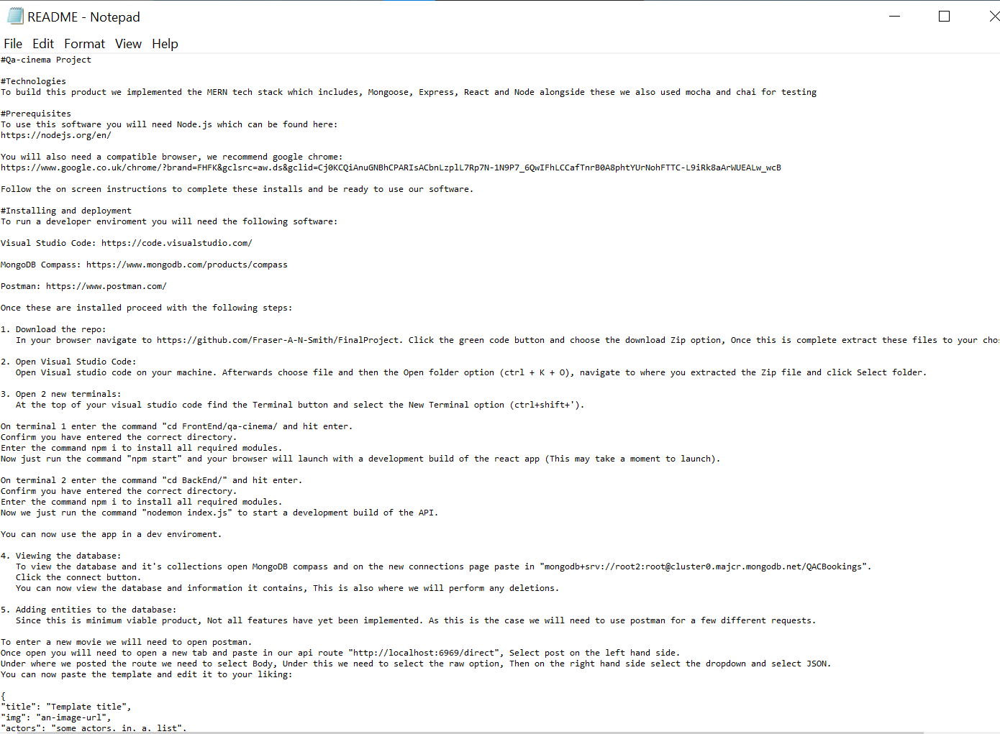 README - Notepad
File Edit Format View Help
#Qa-cinema Project
#Technologies
To build this product we implemented the MERN tech stack which includes, Mongoose, Express, React and Node alongside these we also used mocha and chai for testing
#Prerequisites
To use this software you will need Node.js which can be found here:
https://nodejs.org/en/
You will also need a compatible browser, we recommend google chrome:
https://www.google.co.uk/chrome/?brand=FHFK&gclsrc=aw.ds&gclid=Cj0KCQiAnuGNBhCPARIsACbnLzplL7Rp7N-1N9P7_6QwIFhLCCafTnrB0A8phtYUrNohFTTC-L9iRk8aArWUEALw_wcB
Follow the on screen instructions to complete these installs and be ready to use our software.
#Installing and deployment
To run a developer enviroment you will need the following software:
Visual Studio Code: https://code.visualstudio.com/
MongoDB Compass: https://www.mongodb.com/products/compass
Postman: https://www.postman.com/
Once these are installed proceed with the following steps:
1. Download the repo:
In your browser navigate to https://github.com/Fraser-A-N-Smith/FinalProject. Click the green code button and choose the download Zip option, Once this is complete extract these files to your cho
2. Open Visual Studio Code:
Open Visual studio code on your machine. Afterwards choose file and then the Open folder option (ctrl + K + O), navigate to where you extracted the Zip file and click Select folder.
3. Open 2 new terminals:
At the top of your visual studio code find the Terminal button and select the New Terminal option (ctrl+shift+').
On terminal 1 enter the command "cd FrontEnd/qa-cinema/ and hit enter.
Confirm you have entered the correct directory.
Enter the command npm i to install all required modules.
Now just run the command "npm start" and your browser will launch with a development build of the react app (This may take a moment to launch).
On terminal 2 enter the command "cd BackEnd/" and hit enter.
Confirm you have entered the correct directory.
Enter the command npm i to install all required modules.
Now we just run the command "nodemon index.js" to start a development build of the API.
You can now use the app in a dev enviroment.
4. Viewing the database:
To view the database and it's collections open MongoDB compass and on the new connections page paste in "mongodb+srv://root2:root@cluster0.majcr.mongodb.net/QACBookings".
Click the connect button.
You can now view the database and information it contains, This is also where we will perform any deletions.
5. Adding entities to the database:
Since this is minimum viable product, Not all features have yet been implemented. As this is the case we will need to use postman for a few different requests.
To enter a new movie we will need to open postman.
Once open you will need to open a new tab and paste in our api route "http://localhost:6969/direct", Select post on the left hand side.
Under where we posted the route we need to select Body, Under this we need to select the raw option, Then on the right hand side select the dropdown and select JSON.
You can now paste the template and edit it to your liking:
{
"title": "Template title",
"img": "an-image-url",
"actors": "some actors, in, a, list",